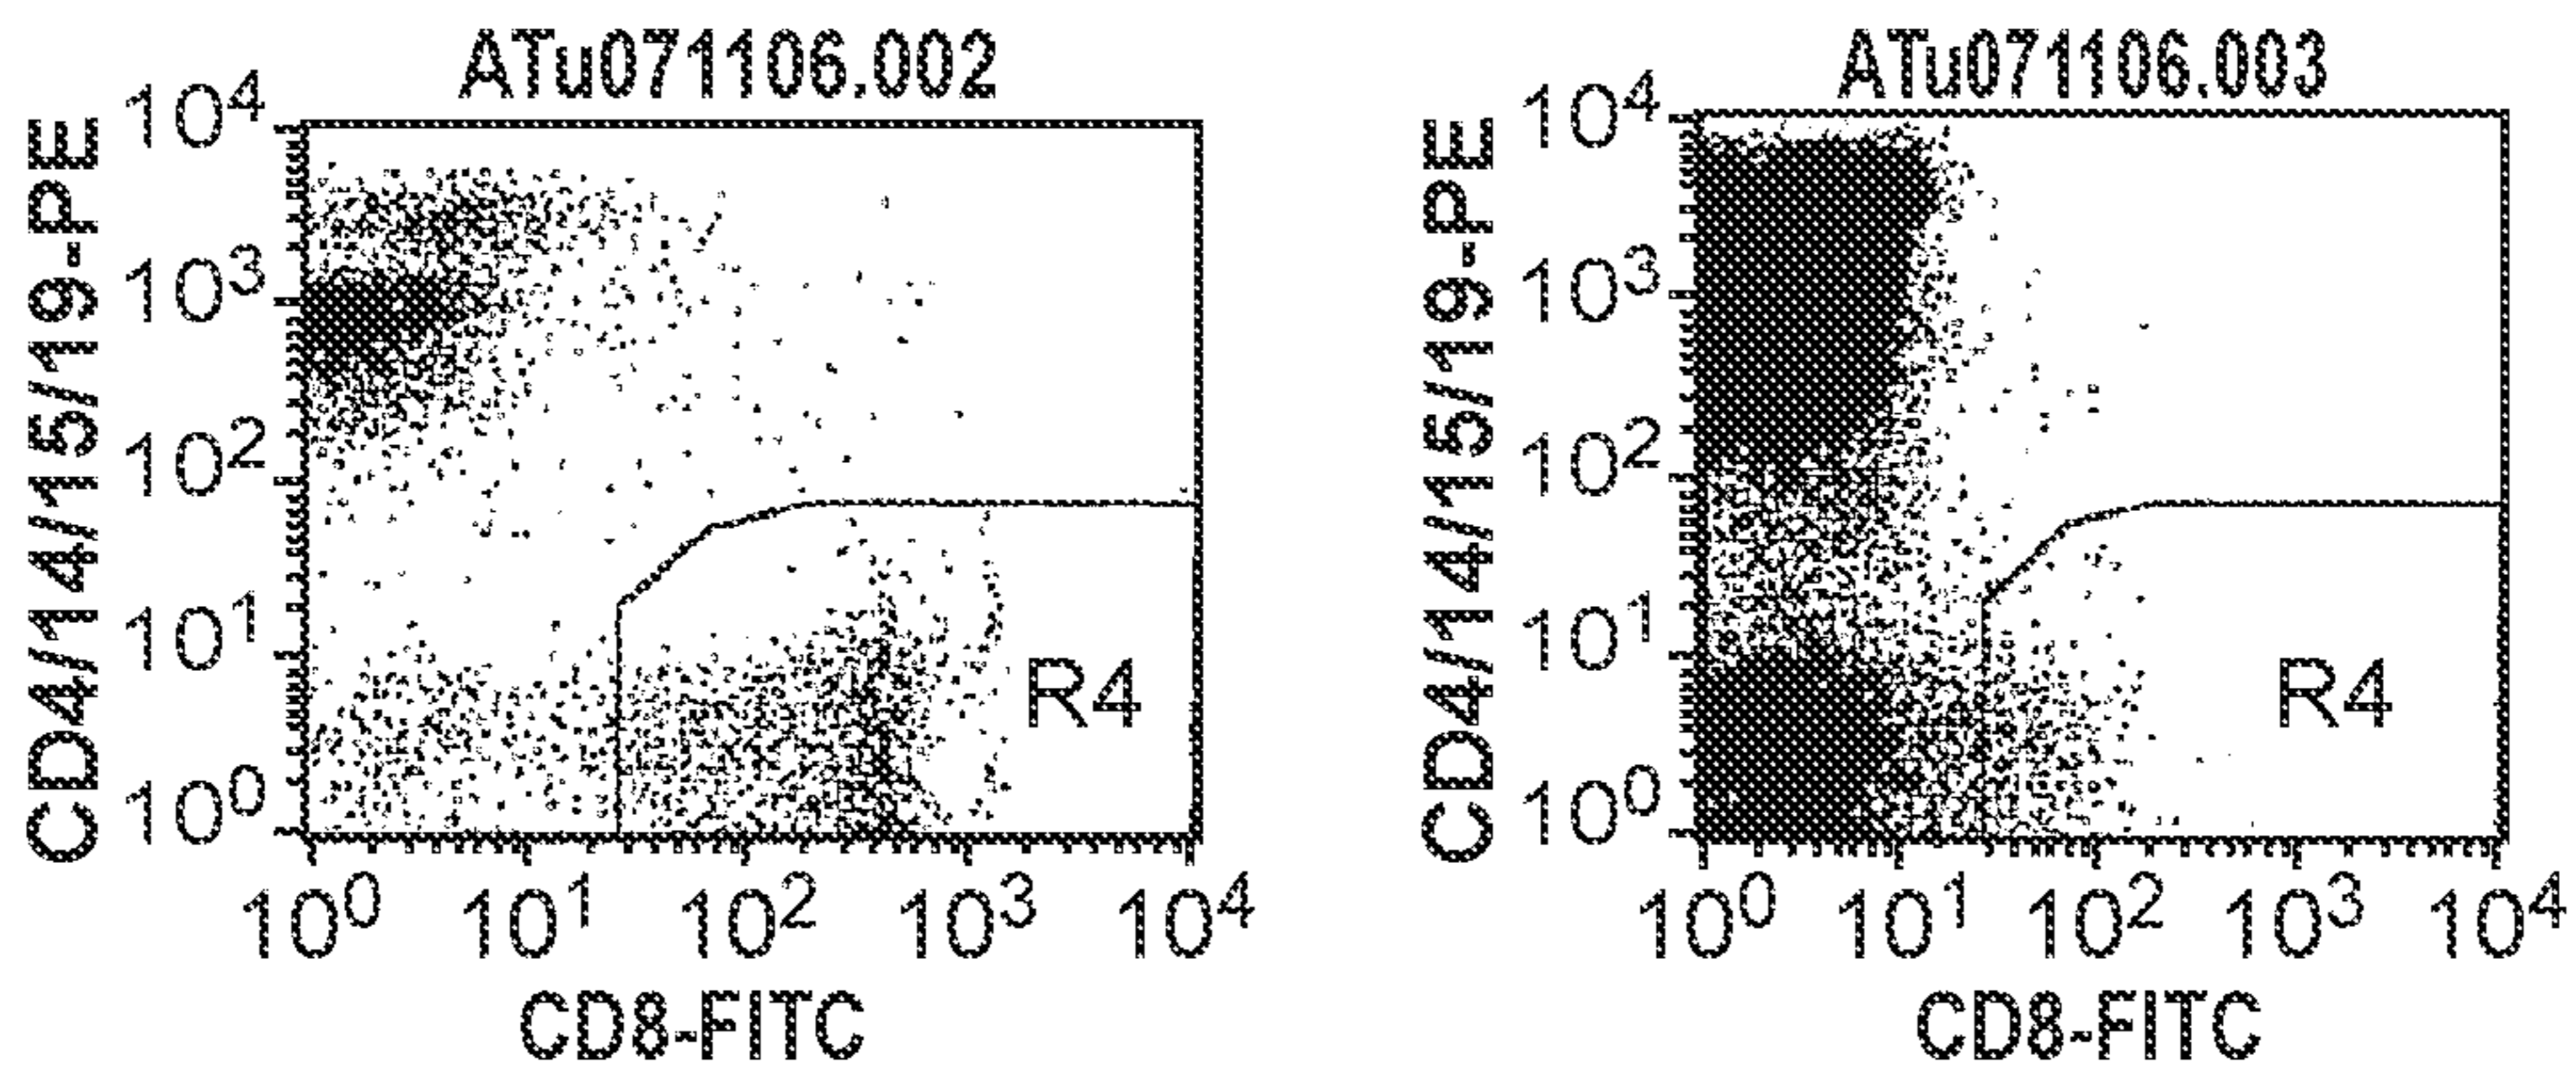 ATu071106.002
CD4/14/15/19-PE
10⁴
10³
10²
10¹
10⁰
R4
10⁰ 10¹ 10² 10³ 10⁴
CD8-FITC
ATu071106.003
CD4/14/15/19-PE
10⁴
10³
10²
10¹
10⁰
R4
10⁰ 10¹ 10² 10³ 10⁴
CD8-FITC